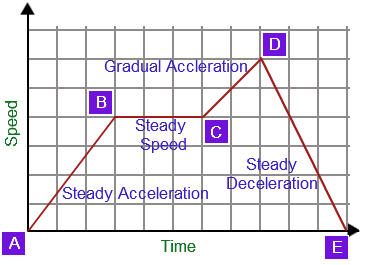 D
Gradual Accleration
B
Steady
Speed
C
Speed
Steady
Deceleration
Steady Acceleration
A
Time
E